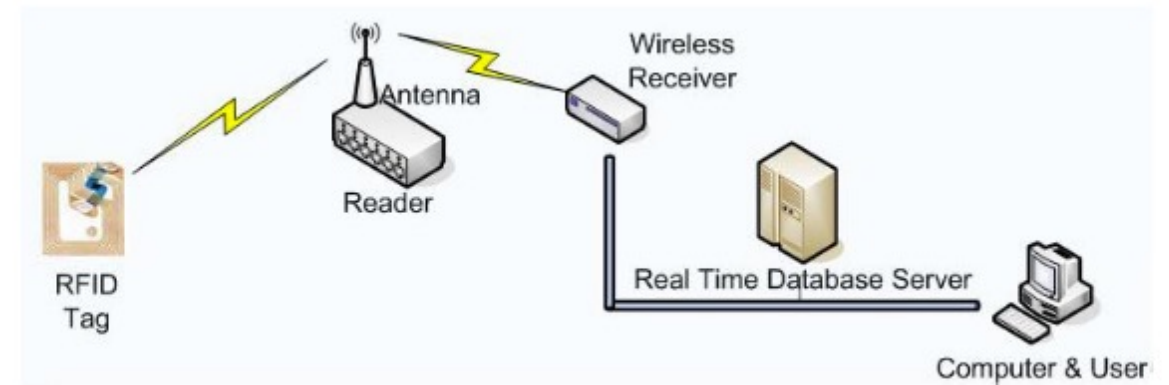 RFID
Tag
Antenna
Reader
Wireless
Receiver
Real Time Database Server
Computer & User